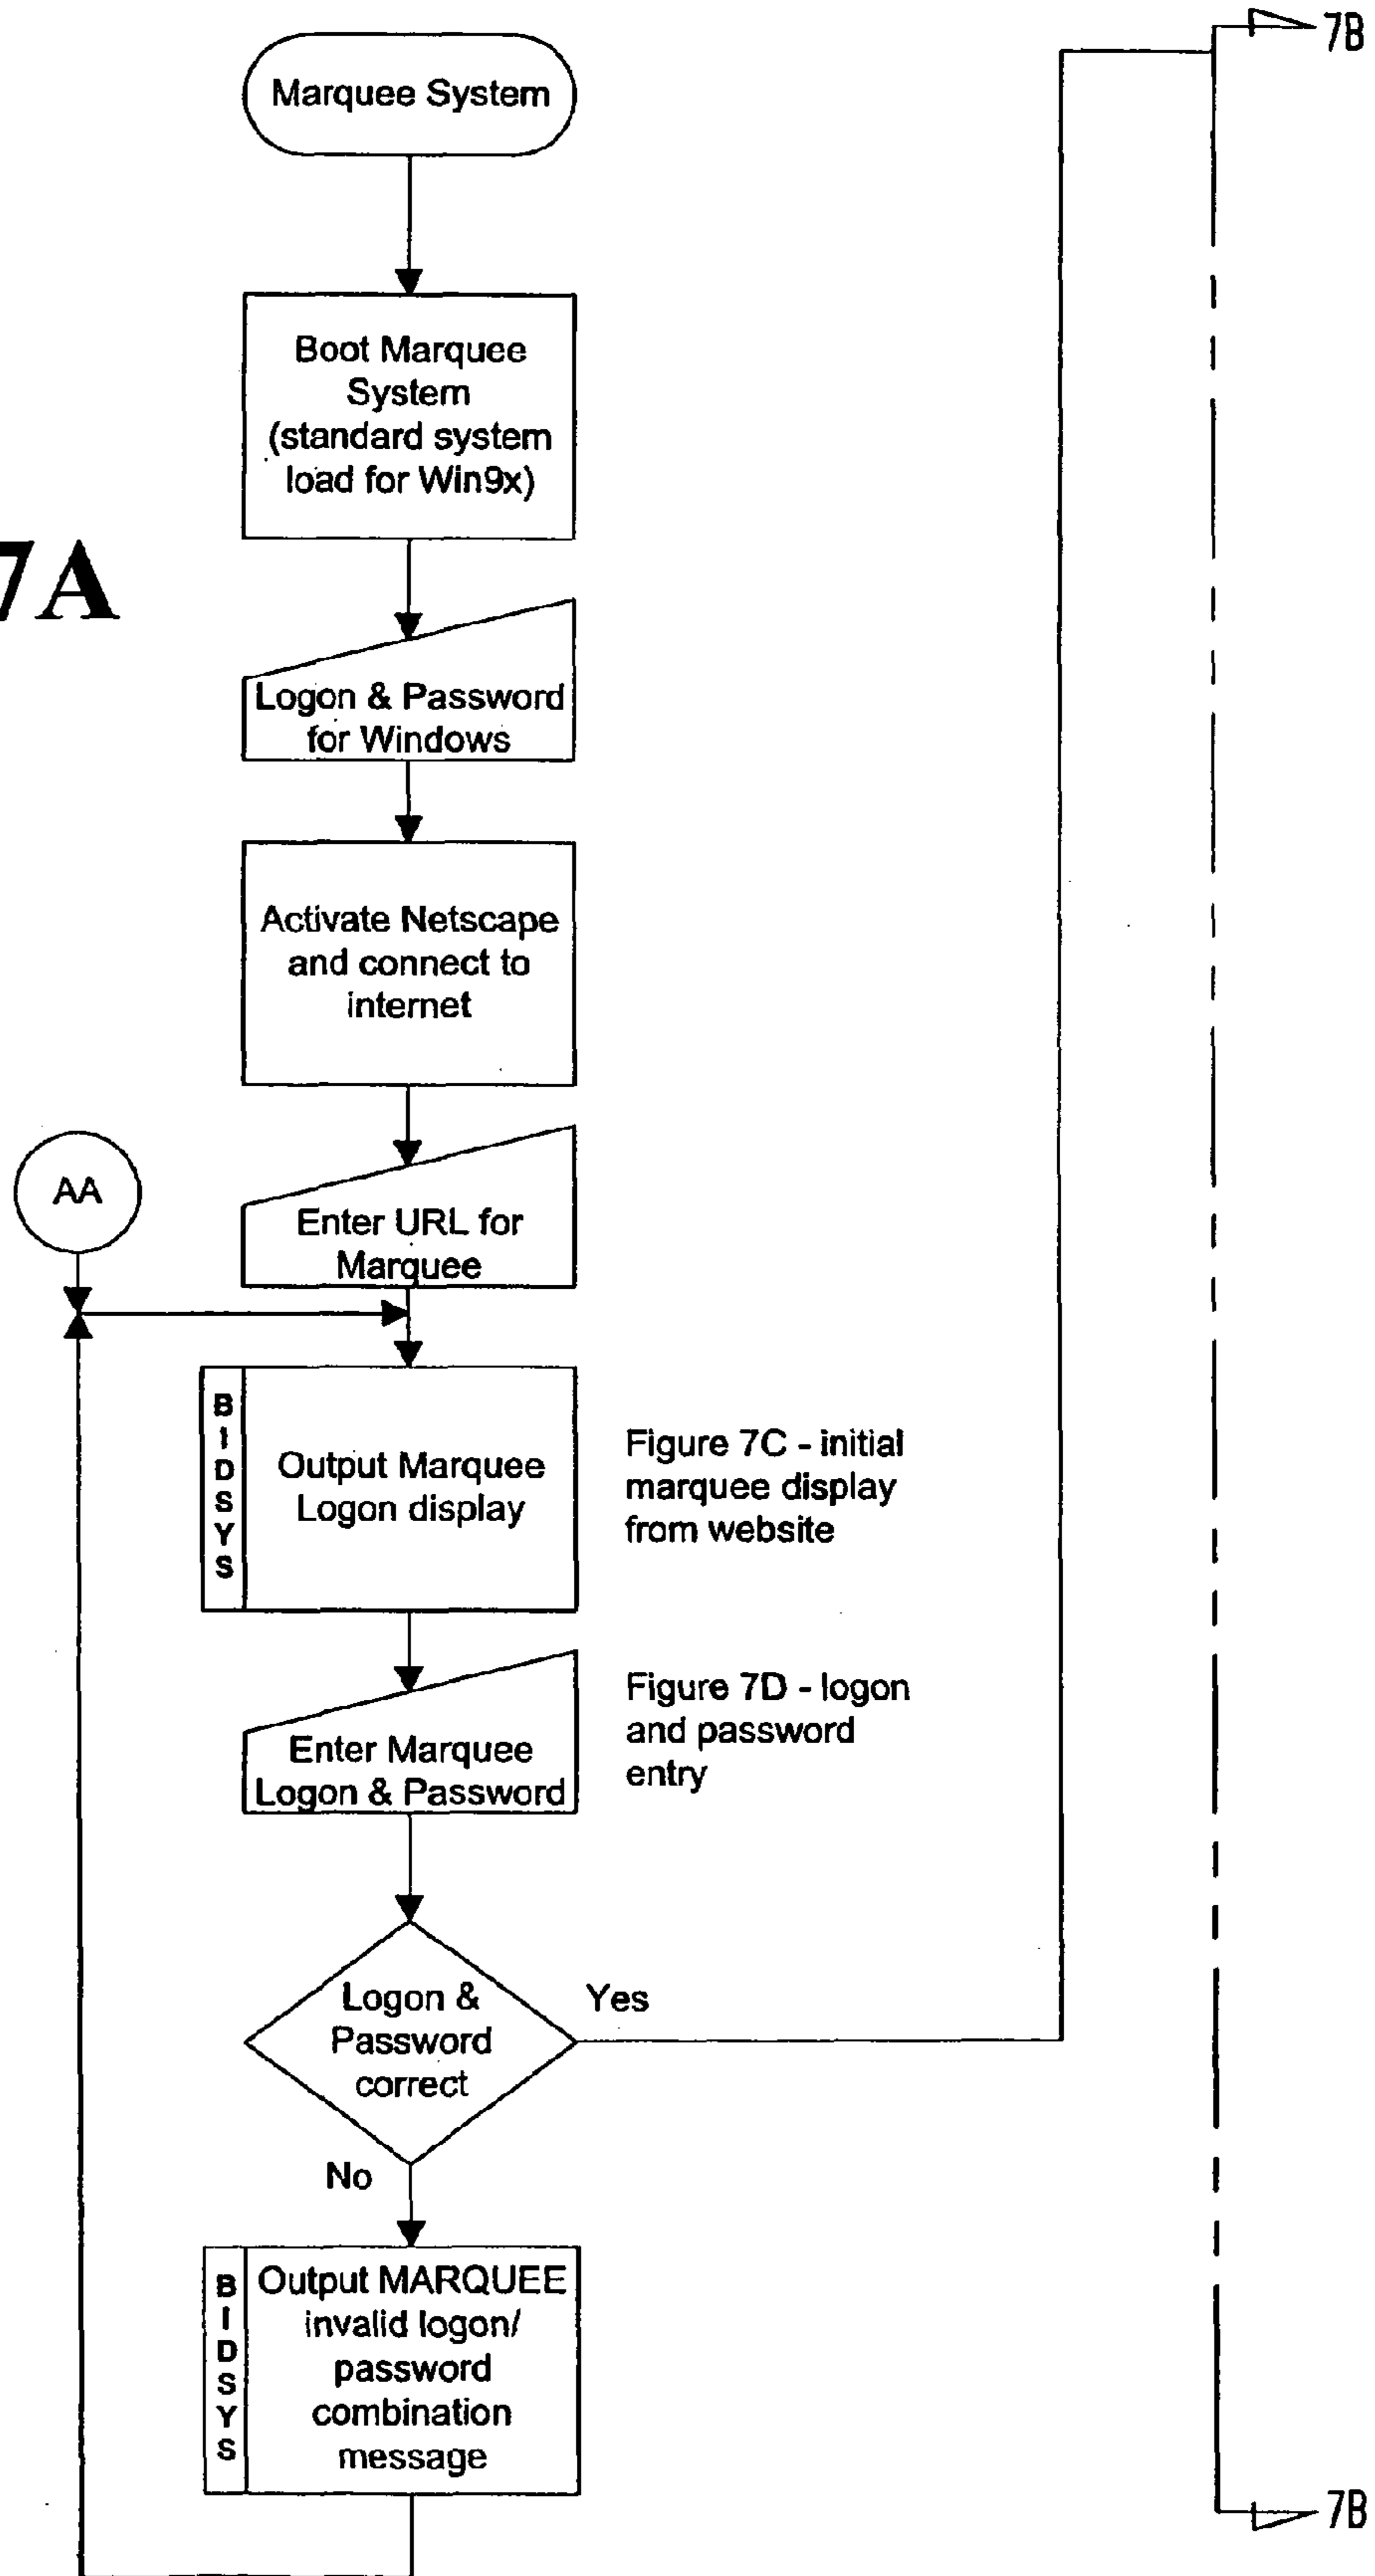 7B
Marquee System
Boot Marquee
System
(standard system
load for Win9x)
7A
Logon & Password
for Windows
Activate Netscape
and connect to
internet
AA
Enter URL for
Marquee
BIDSYS
Output Marquee
Logon display
Figure 7C - initial
marquee display
from website
Enter Marquee
Logon & Password
Figure 7D - logon
and password
entry
Logon &
Password
correct
Yes
No
BIDSYS
Output MARQUEE
invalid logon/
password
combination
message
7B